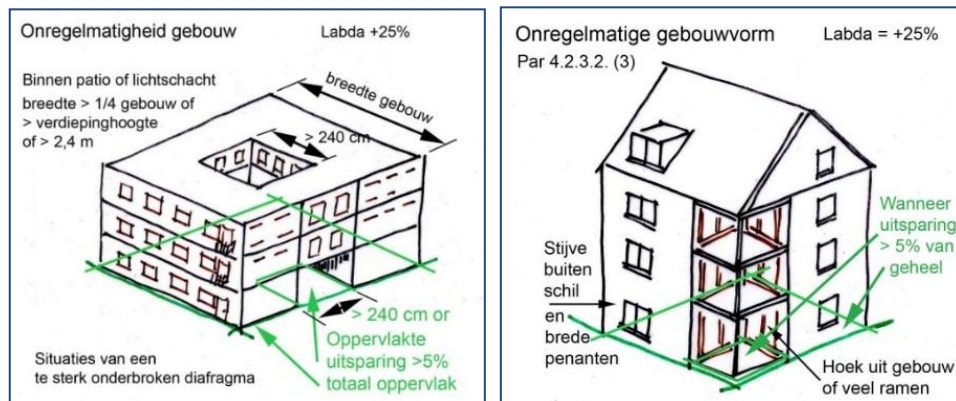 Onregelmatigheid gebouw
Labda +25%
Binnen patio of lichtschacht
breedte > 1/4 gebouw of
> verdiepinghoogte
of > 2,4 m
breedte gebouw
> 240 cm
> 240 cm or
Oppervlakte
uitsparing >5%
totaal oppervlak
Situaties van een
te sterk onderbroken diafragma
Onregelmatige gebouwvorm
Labda = +25%
Par 4.2.3.2. (3)
Wanneer
uitsparing
> 5% van
geheel
Stijve
buiten
schil
en
brede
penanten
Hoek uit gebouw
of veel ramen